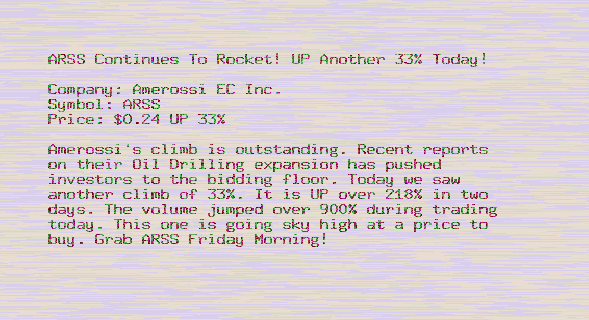 ARSS Continues To Rocket! UP Another 33% Today!
Company: Amerossi EC Inc.
Symbol: ARSS
Price: $0.24 UP 33%
Amerossi's climb is outstanding. Recent reports
on their Oil Drilling expansion has pushed
investors to the bidding floor. Today we saw
another climb of 33%. It is UP over 218% in two
days. The volume jumped over 900% during trading
today. This one is going sky high at a price to
buy. Grab ARSS Friday Morning!